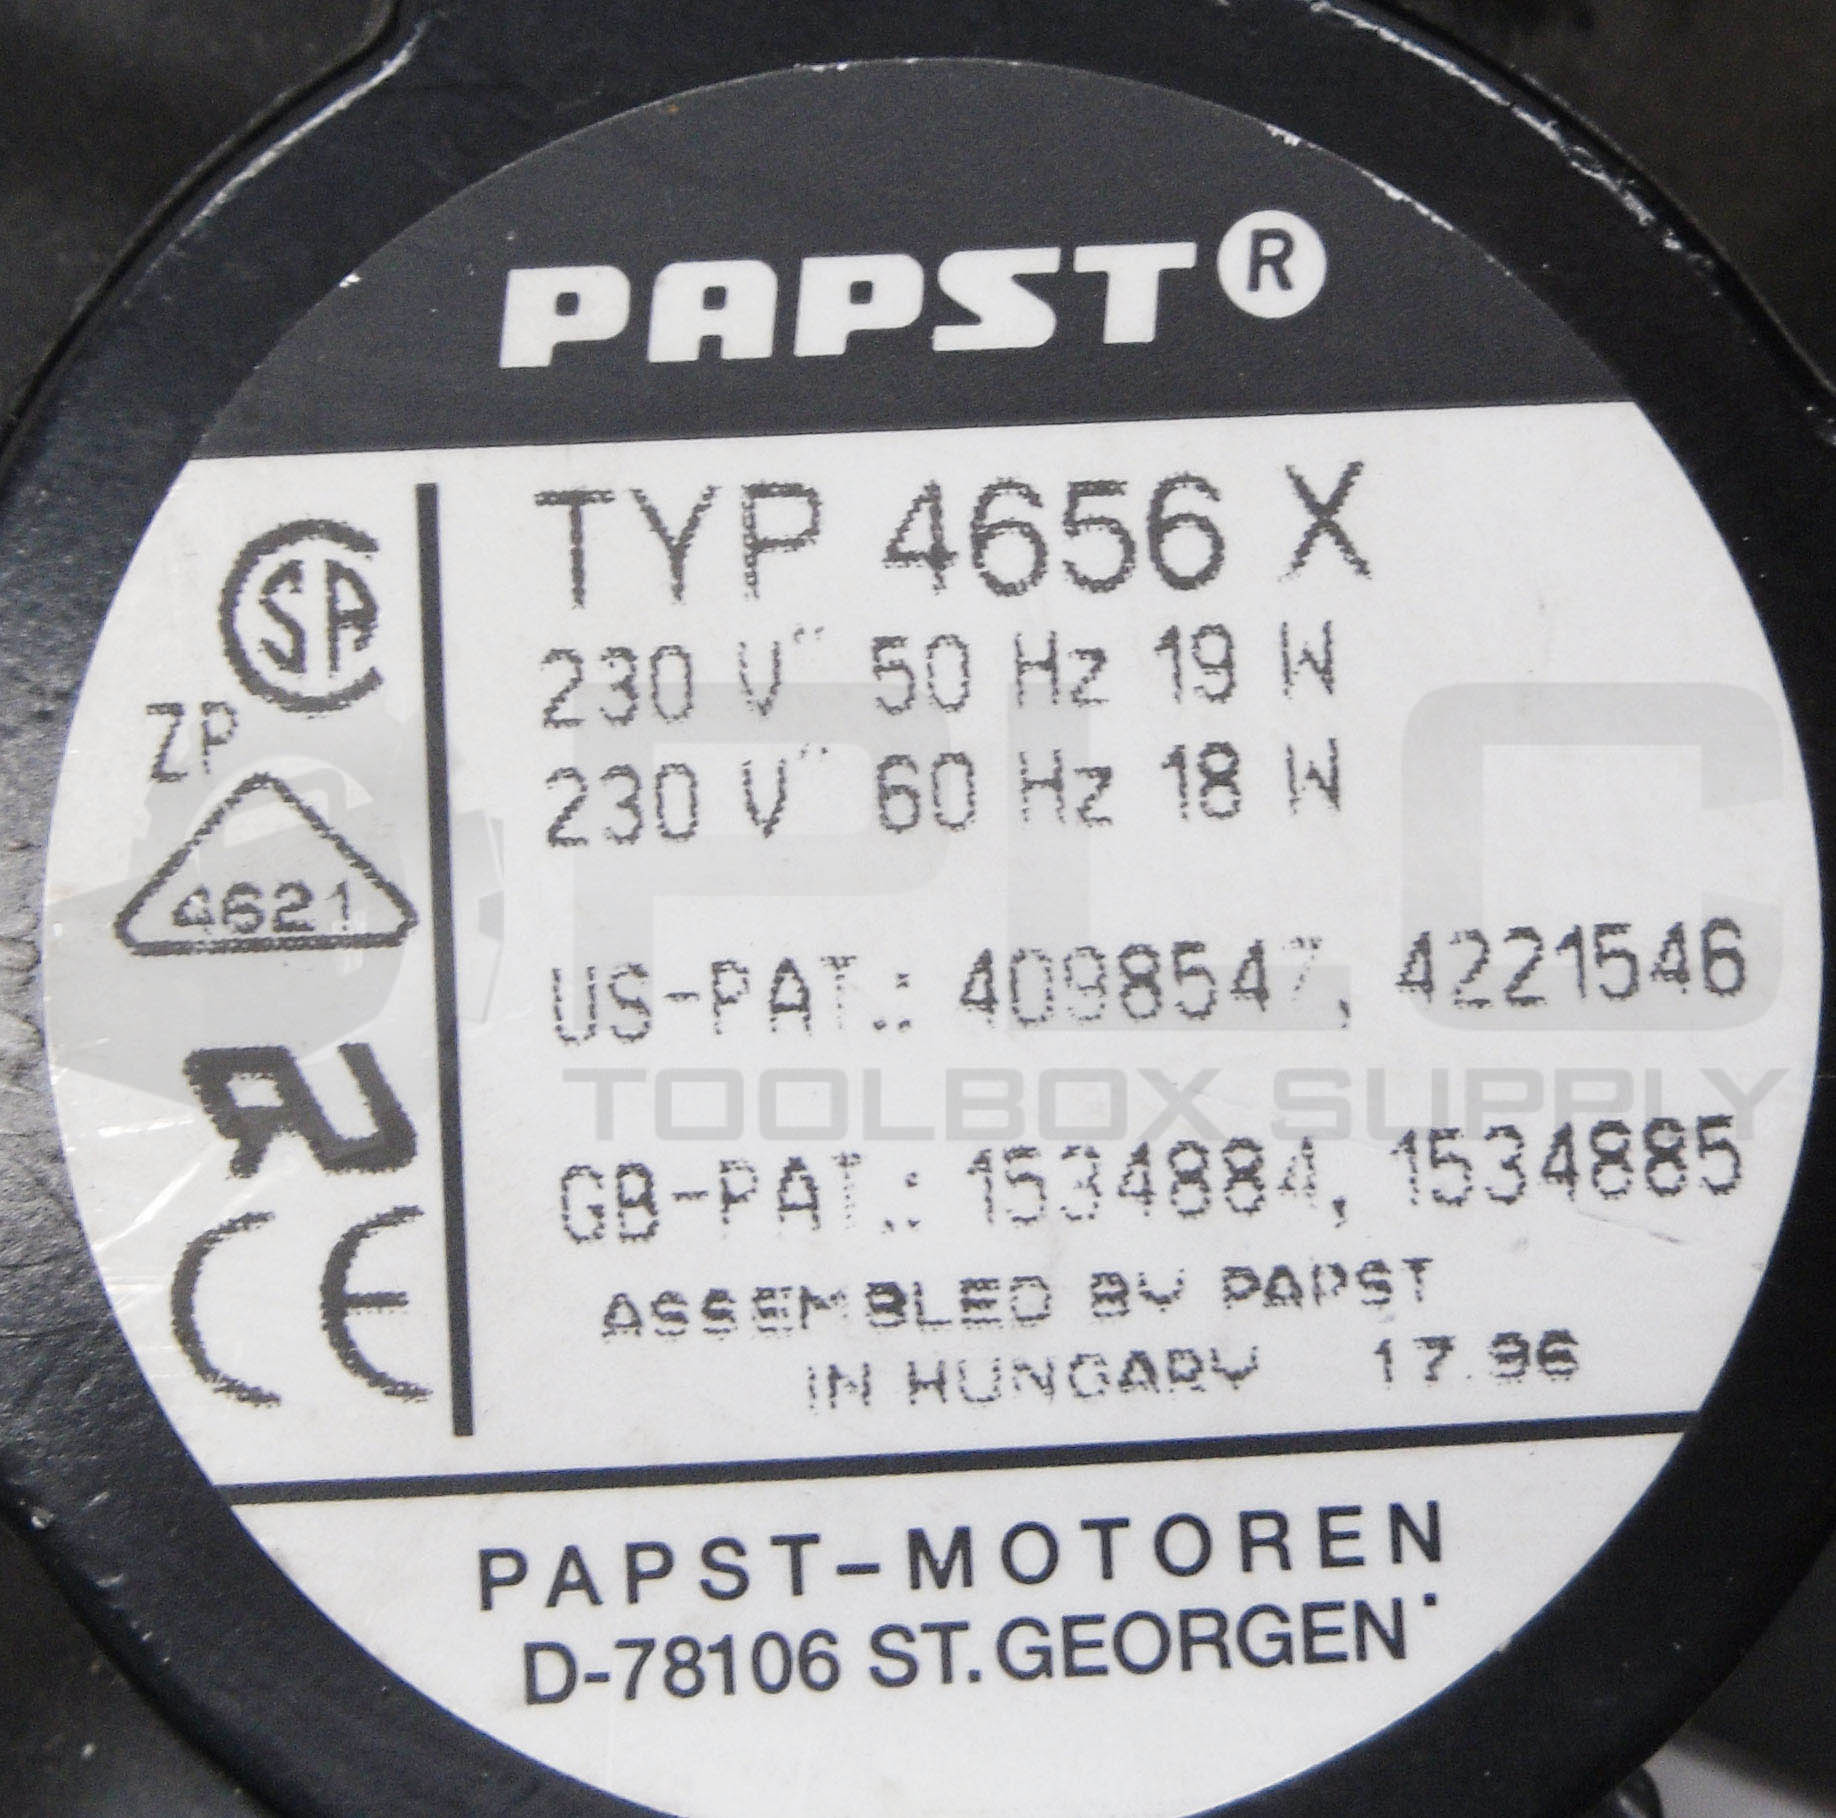 PAPST®
TYP 4656 X
230 V~ 50 Hz 19 W
230 V~ 60 Hz 18 W
ZP
4621
US-PAT.: 4098547, 4221546
GB-PAT.: 1534884, 1534885
ASSEMBLED BY PAPST
IN HUNGARY 17.96
PAPST-MOTOREN
D-78106 ST. GEORGEN
PLC
TOOLBOX SUPPLY